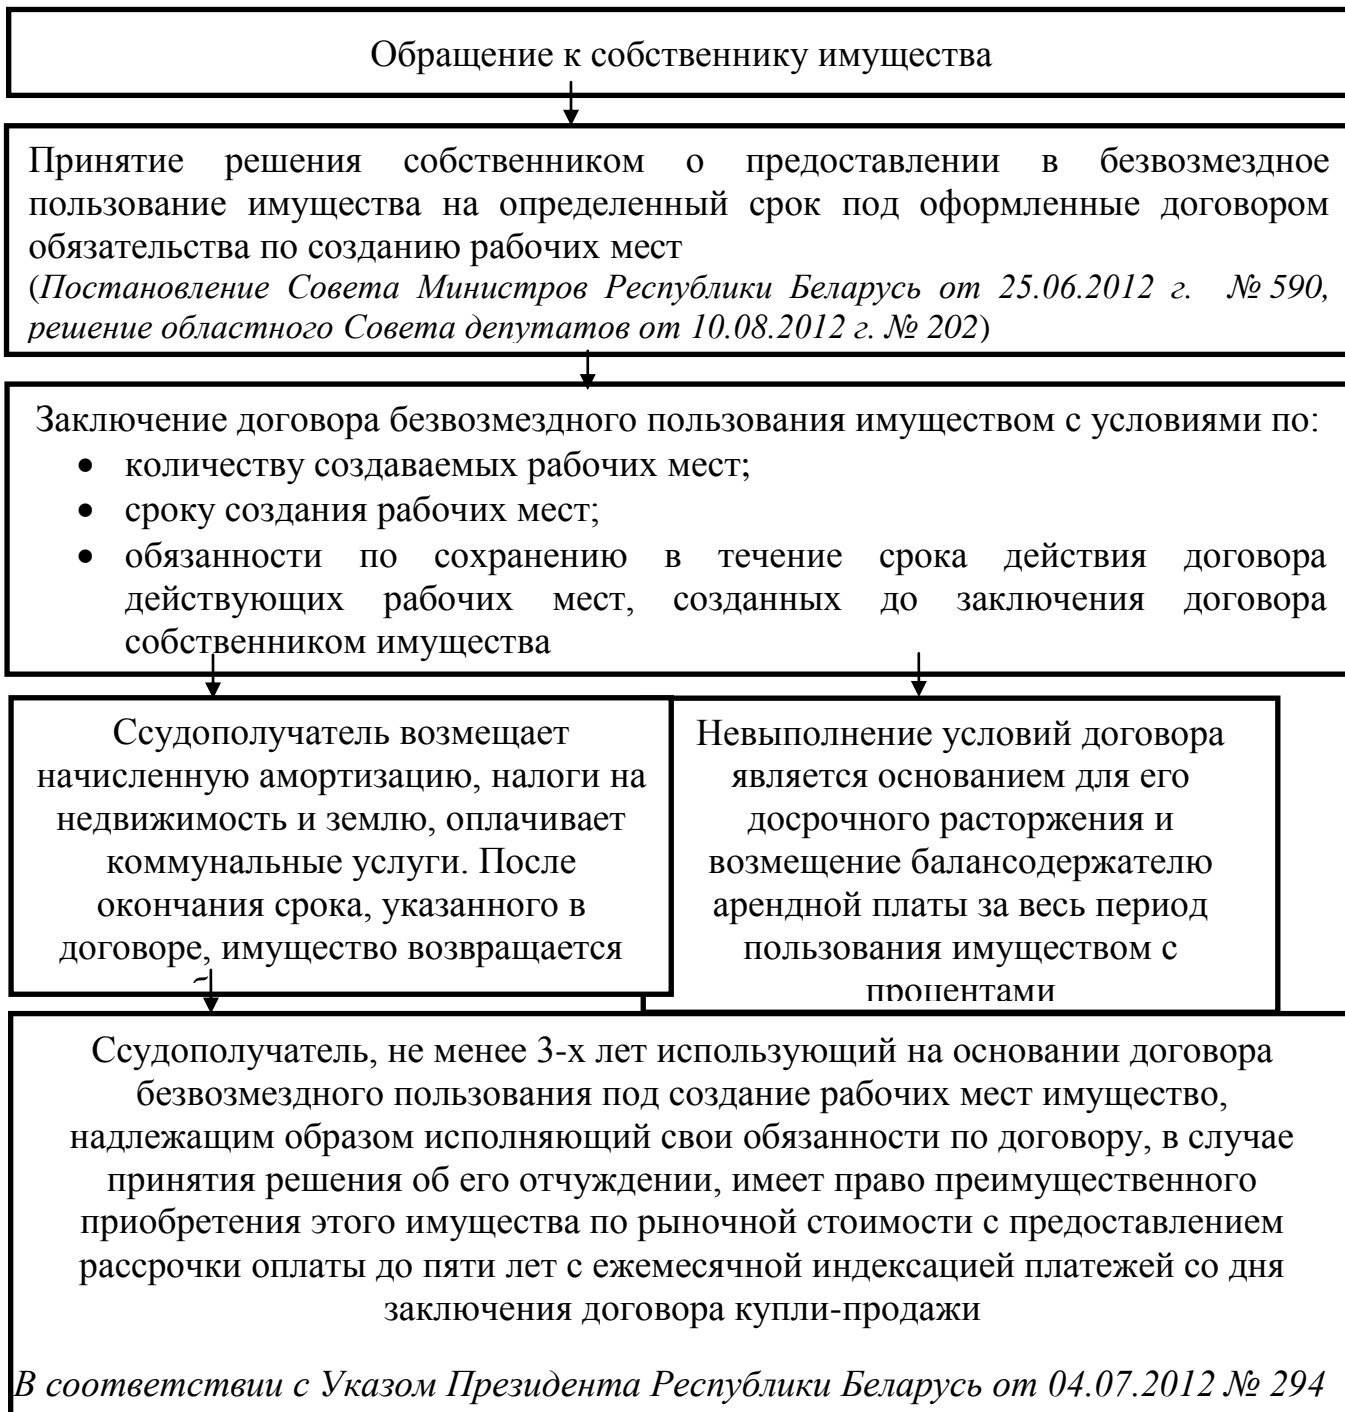 Обращение к собственнику имущества
Принятие решения собственником о предоставлении в безвозмездное
пользование имущества на определенный срок под оформленные договором
обязательства по созданию рабочих мест
(Постановление Совета Министров Республики Беларусь от 25.06.2012 г. № 590,
решение областного Совета депутатов от 10.08.2012 г. № 202)
Заключение договора безвозмездного пользования имуществом с условиями по:
• количеству создаваемых рабочих мест;
• сроку создания рабочих мест;
• обязанности по сохранению в течение срока действия договора
действующих рабочих мест, созданных до заключения договора
собственником имущества
Ссудополучатель возмещает
начисленную амортизацию, налоги на
недвижимость и землю, оплачивает
коммунальные услуги. После
окончания срока, указанного в
договоре, имущество возвращается
Невыполнение условий договора
является основанием для его
досрочного расторжения и
возмещение балансодержателю
арендной платы за весь период
пользования имуществом с
процентами
Ссудополучатель, не менее 3-х лет использующий на основании договора
безвозмездного пользования под создание рабочих мест имущество,
надлежащим образом исполняющий свои обязанности по договору, в случае
принятия решения об его отчуждении, имеет право преимущественного
приобретения этого имущества по рыночной стоимости с предоставлением
рассрочки оплаты до пяти лет с ежемесячной индексацией платежей со дня
заключения договора купли-продажи
В соответствии с Указом Президента Республики Беларусь от 04.07.2012 № 294